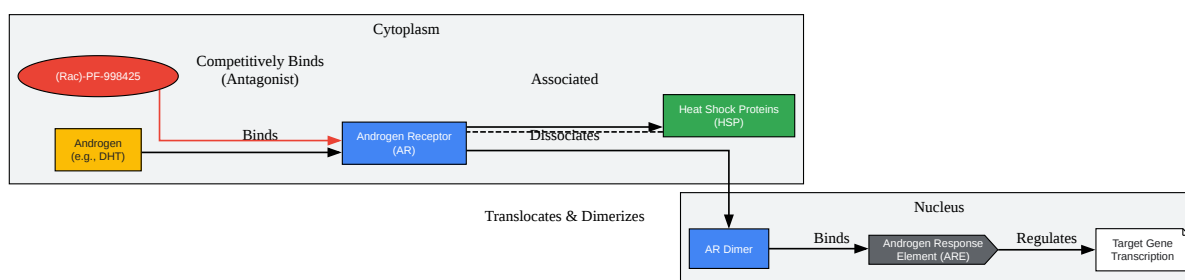 Cytoplasm
(Rac)-PF-998425
Competitively Binds
(Antagonist)
Associated
Heat Shock Proteins
(HSP)
Androgen
(e.g., DHT)
Binds
Androgen Receptor
(AR)
Dissociates
Translocates & Dimerizes
Nucleus
AR Dimer
Binds
Androgen Response
Element (ARE)
Regulates
Target Gene
Transcription